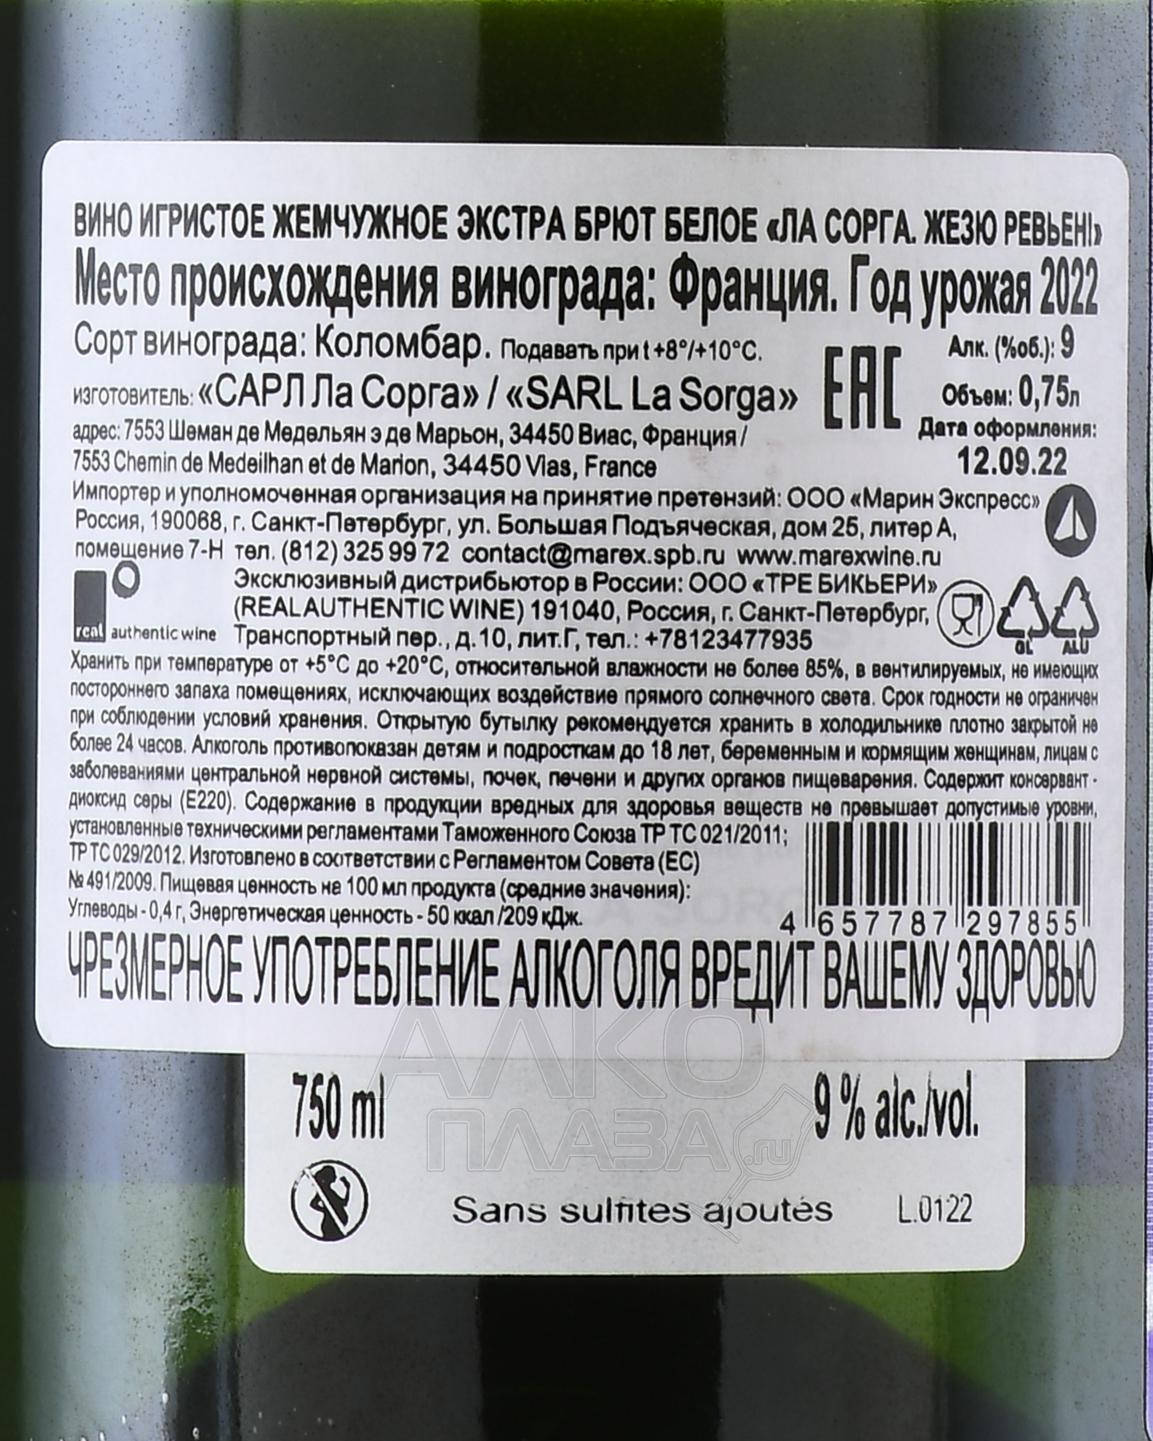 ВИНО ИГРИСТОЕ ЖЕМЧУЖНОЕ ЭКСТРА БРЮТ БЕЛОЕ «ЛА СОРГА. ЖЕЗЮ РЕВЬЕН!»
Место происхождения винограда: Франция. Год урожая 2022
Сорт винограда: Коломбар. Подавать при t +8°/+10°C.
Алк. (%об.): 9
ИЗГОТОВИТЕЛЬ: «САРЛ Ла Сорга» / «SARL La Sorga»
EAC
Объем: 0,75л
адрес: 7553 Шеман де Медельян э де Марьон, 34450 Виас, Франция /
Дата оформления:
7553 Chemin de Medeilhan et de Marion, 34450 Vias, France
12.09.22
Импортер и уполномоченная организация на принятие претензий: ООО «Марин Экспресс»
Россия, 190068, г. Санкт-Петербург, ул. Большая Подъяческая, дом 25, литер А,
помещение 7-Н тел. (812) 325 99 72 contact@marex.spb.ru www.marexwine.ru
Эксклюзивный дистрибьютор в России: ООО «ТРЕ БИКЬЕРИ»
(REAL AUTHENTIC WINE) 191040, Россия, г. Санкт-Петербург,
real authentic wine
Транспортный пер., д.10, лит.Г, тел.: +78123477935
GL ALU
Хранить при температуре от +5°C до +20°C, относительной влажности не более 85%, в вентилируемых, не имеющих
постороннего запаха помещениях, исключающих воздействие прямого солнечного света. Срок годности не ограничен
при соблюдении условий хранения. Открытую бутылку рекомендуется хранить в холодильнике плотно закрытой не
более 24 часов. Алкоголь противопоказан детям и подросткам до 18 лет, беременным и кормящим женщинам, лицам с
заболеваниями центральной нервной системы, почек, печени и других органов пищеварения. Содержит консервант -
диоксид серы (E220). Содержание в продукции вредных для здоровья веществ не превышает допустимые уровни,
установленные техническими регламентами Таможенного Союза ТР ТС 021/2011;
ТР ТС 029/2012. Изготовлено в соответствии с Регламентом Совета (ЕС)
№ 491/2009. Пищевая ценность на 100 мл продукта (средние значения):
Углеводы - 0,4 г, Энергетическая ценность - 50 ккал /209 кДж.
4 657787 297855
ЧРЕЗМЕРНОЕ УПОТРЕБЛЕНИЕ АЛКОГОЛЯ ВРЕДИТ ВАШЕМУ ЗДОРОВЬЮ
АЛКО
ПЛАЗА .ru
750 ml
9 % alc./vol.
Sans sulfites ajoutés
L.0122